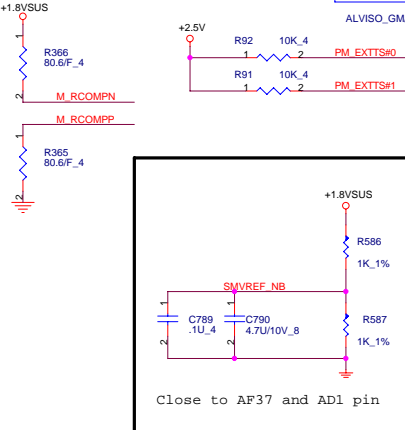 +1.8VSUS
1
R366
80.6/F_4
2
M_RCOMPN
M_RCOMPP
1
R365
80.6/F_4
2
ALVISO_GM
+2.5V
R92 10K_4
1 2
PM_EXTTS#0
R91 10K_4
1 2
PM_EXTTS#1
+1.8VSUS
R586
1K_1%
SMVREF_NB
1
C789
.1U_4
2
1
C790
4.7U/10V_8
2
R587
1K_1%
Close to AF37 and AD1 pin